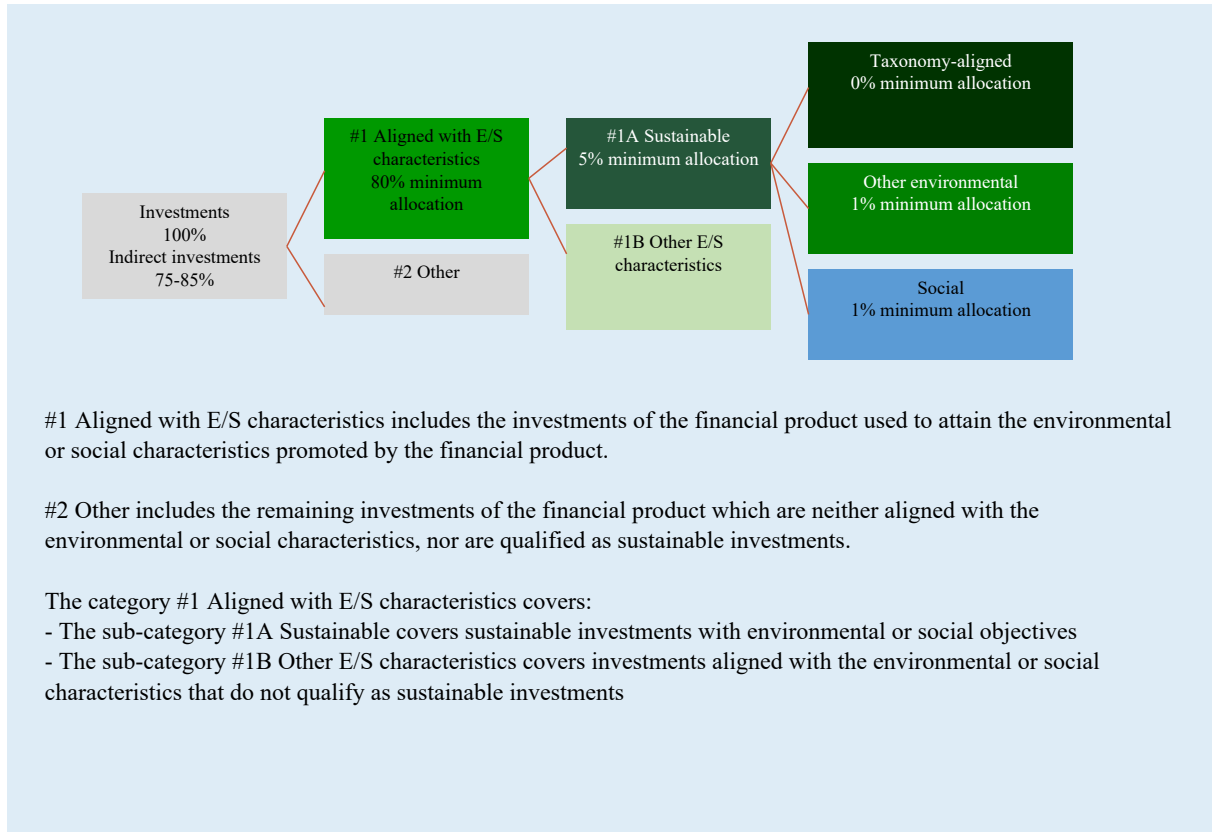 Investments
100%
Indirect investments
75-85%
#1 Aligned with E/S
characteristics
80% minimum
allocation
#2 Other
#1A Sustainable
5% minimum allocation
#1B Other E/S
characteristics
Taxonomy-aligned
0% minimum allocation
Other environmental
1% minimum allocation
Social
1% minimum allocation
#1 Aligned with E/S characteristics includes the investments of the financial product used to attain the environmental
or social characteristics promoted by the financial product.
#2 Other includes the remaining investments of the financial product which are neither aligned with the
environmental or social characteristics, nor are qualified as sustainable investments.
The category #1 Aligned with E/S characteristics covers:
- The sub-category #1A Sustainable covers sustainable investments with environmental or social objectives
- The sub-category #1B Other E/S characteristics covers investments aligned with the environmental or social
characteristics that do not qualify as sustainable investments